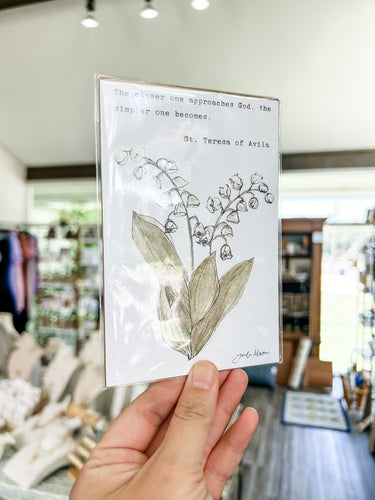 The closer one approaches God, the
simpler one becomes.
St. Teresa of Avila